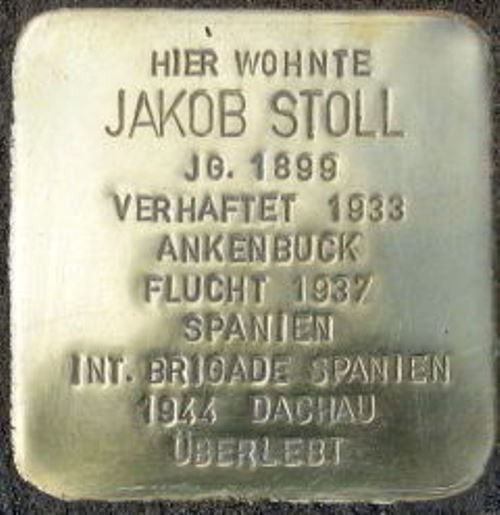 HIER WOHNTE
JAKOB STOLL
JG. 1899
VERHAFTET 1933
ANKENBUCK
FLUCHT 1937
SPANIEN
INT. BRIGADE SPANIEN
1944 DACHAU
ÜBERLEBT